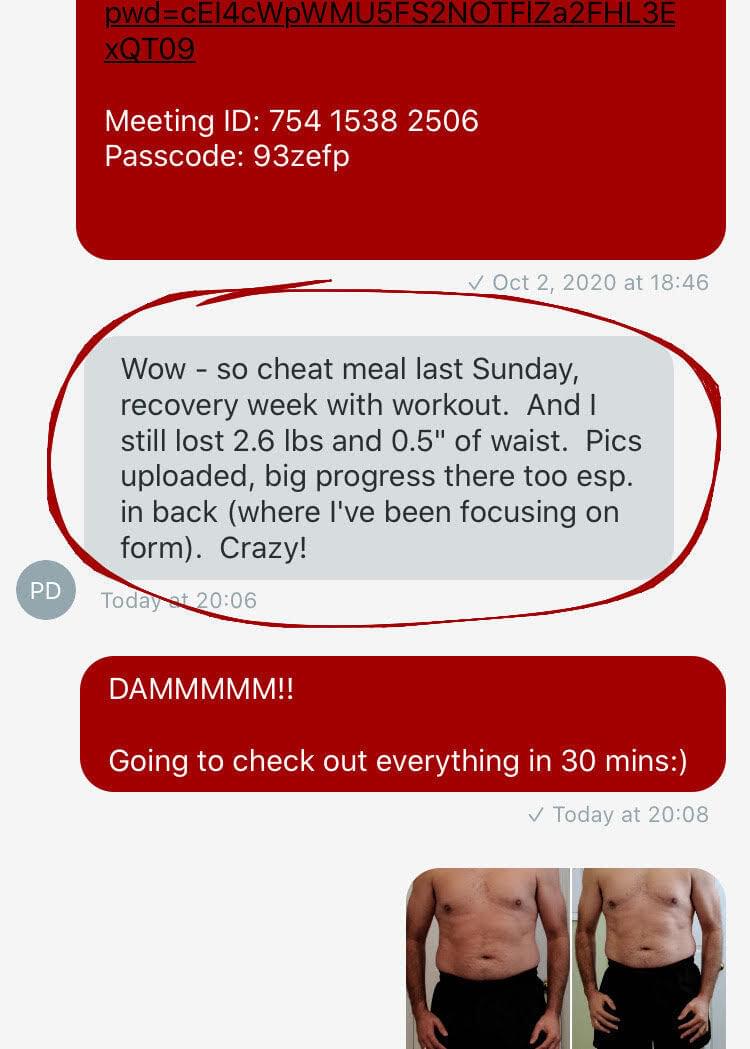 pwd=cEI4cWpWMU5FS2NOTFlZa2FHL3E
xQT09
Meeting ID: 754 1538 2506
Passcode: 93zefp
✓ Oct 2, 2020 at 18:46
Wow - so cheat meal last Sunday,
recovery week with workout.  And I
still lost 2.6 lbs and 0.5" of waist.  Pics
uploaded, big progress there too esp.
in back (where I've been focusing on
form).  Crazy!
PD
Today at 20:06
DAMMMMM!!
Going to check out everything in 30 mins:)
✓ Today at 20:08